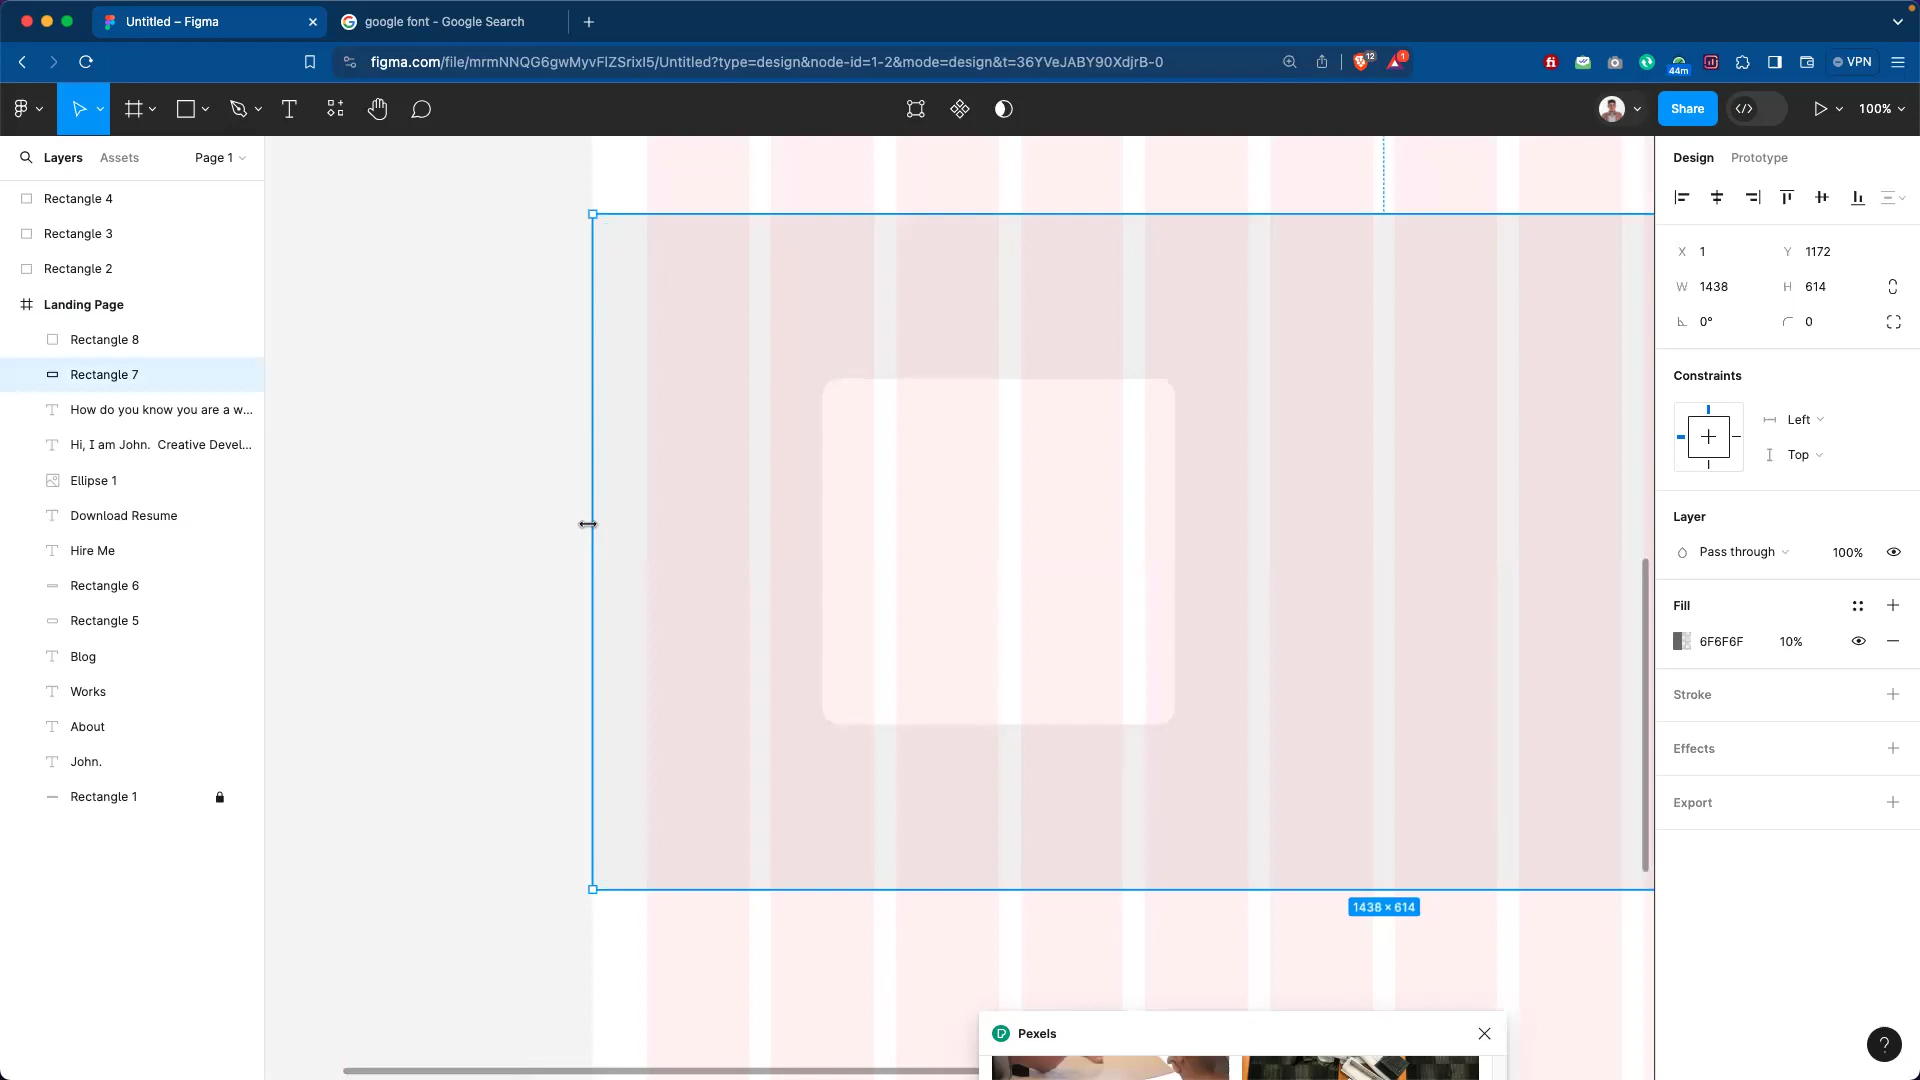 Untitled – Figma
google font - Google Search
figma.com/file/mrmNNQG6gwMyvFlZSrixI5/Untitled?type=design&node-id=1-2&mode=design&t=36YVeJABY90XdjrB-0
12
1
44m
VPN
Share
100%
Layers
Assets
Page 1
Design
Prototype
Rectangle 4
Rectangle 3
Rectangle 2
Landing Page
Rectangle 8
Rectangle 7
How do you know you are a w...
Hi, I am John.  Creative Devel...
Ellipse 1
Download Resume
Hire Me
Rectangle 6
Rectangle 5
Blog
Works
About
John.
Rectangle 1
1438 × 614
Pexels
X 1
Y 1172
W 1438
H 614
0°
0
Constraints
Left
Top
Layer
Pass through
100%
Fill
6F6F6F
10%
Stroke
Effects
Export
?